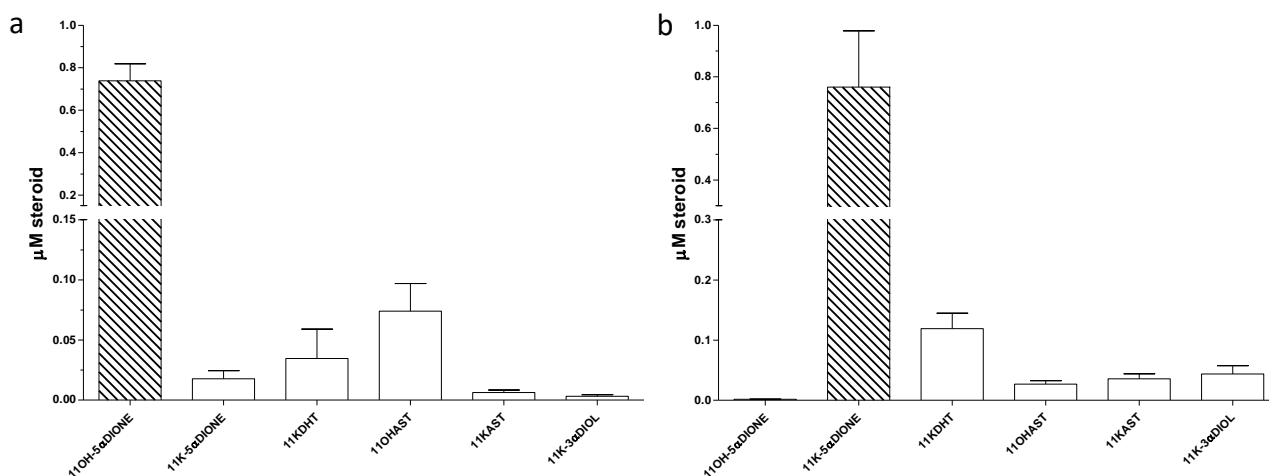 a
1.0
0.8
0.6
0.4
0.2
0.15
0.10
0.05
0.00
µM steroid
11OH-5αDIONE
11K-5αDIONE
11KDHT
11OHAST
11KAST
11K-3αDIOL
b
1.0
0.8
0.6
0.4
0.3
0.2
0.1
0.0
µM steroid
11OH-5αDIONE
11K-5αDIONE
11KDHT
11OHAST
11KAST
11K-3αDIOL